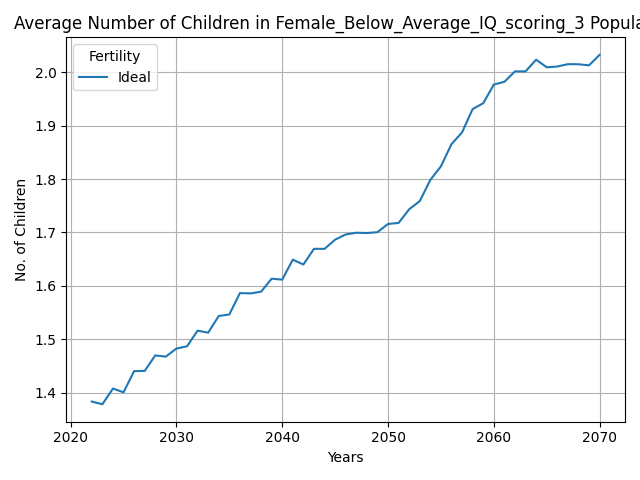 Average Number of Children in Female_Below_Average_IQ_scoring_3 Popula
Fertility
Ideal
2.0
1.9
1.8
1.7
1.6
1.5
1.4
No. of Children
2020 2030 2040 2050 2060 2070
Years